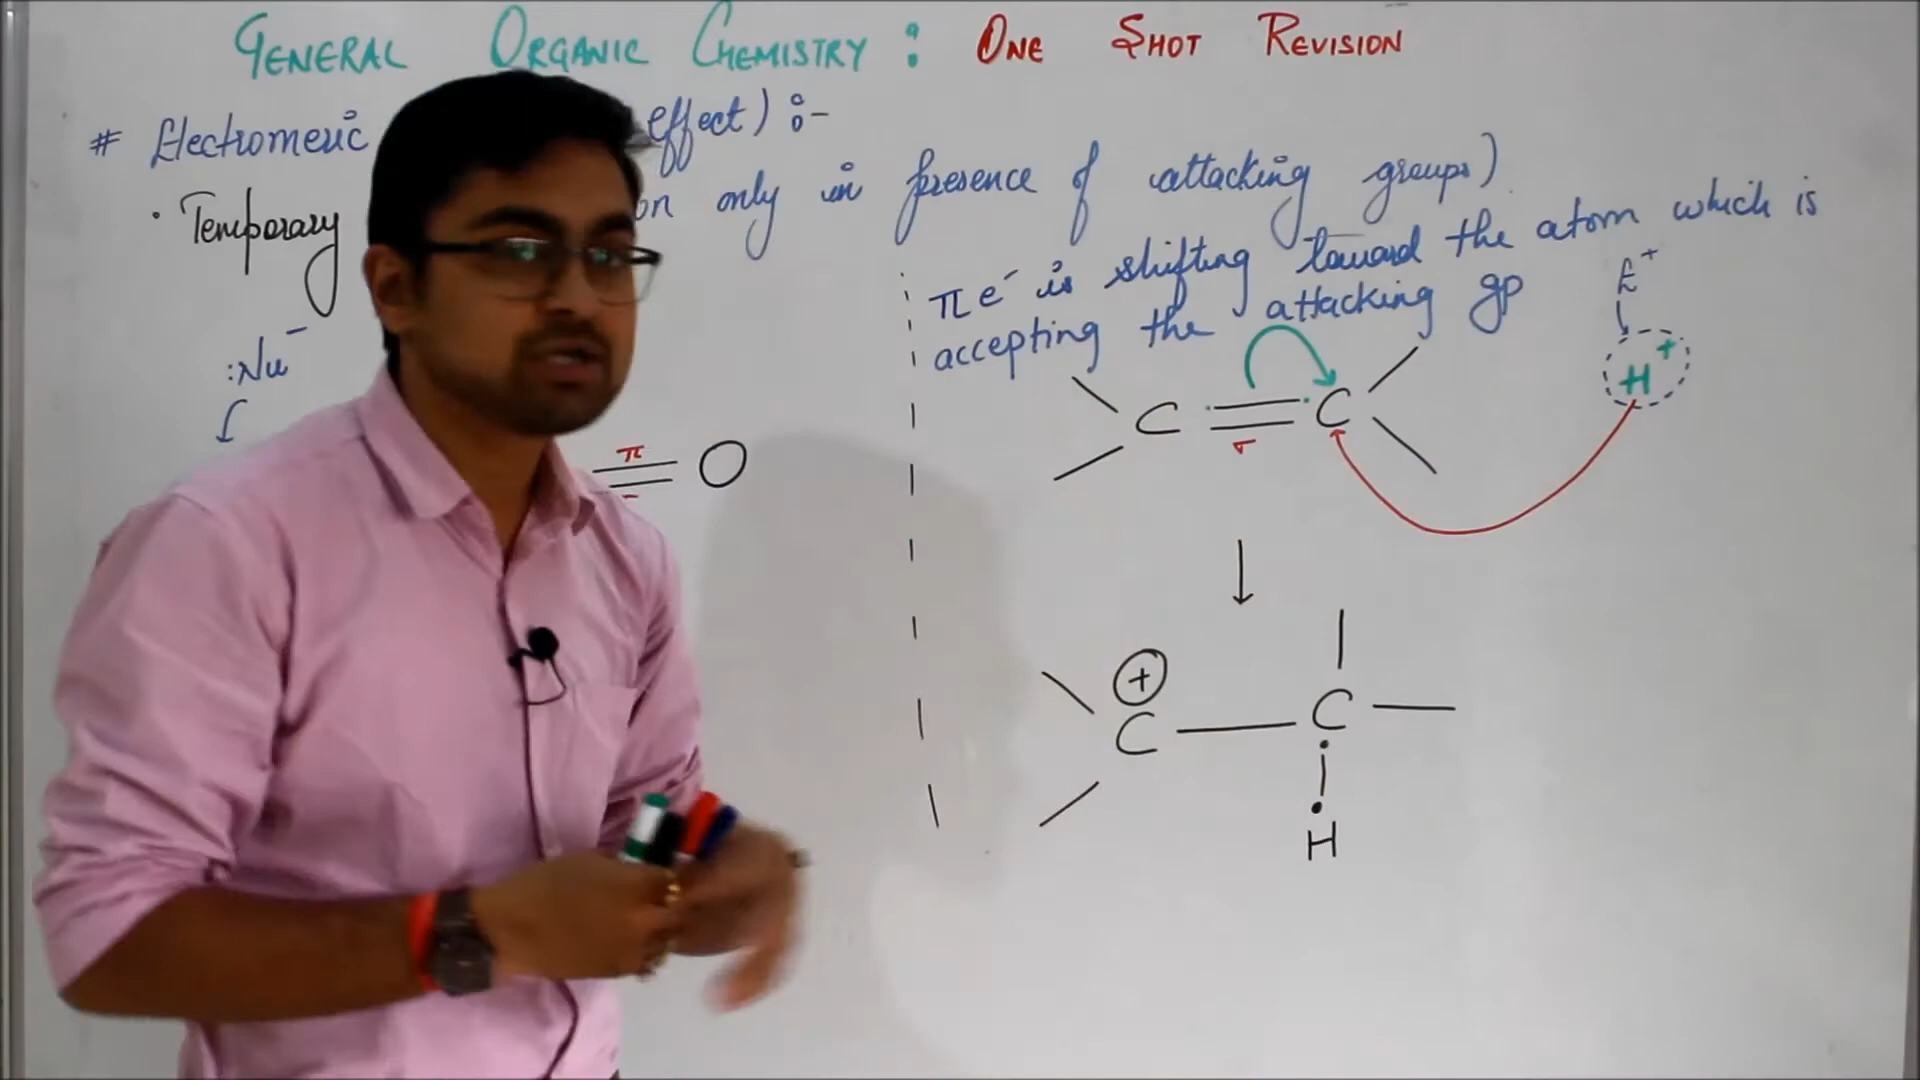 GENERAL ORGANIC CHEMISTRY : ONE SHOT REVISION
# Electromeric effect) :-
· Temporary on only in presence of attacking groups)
π e⁻ is shifting toward the atom which is
accepting the attacking gp
E⁺
H⁺
:Nu⁻
π
O
C C
σ
⊕
C C
H